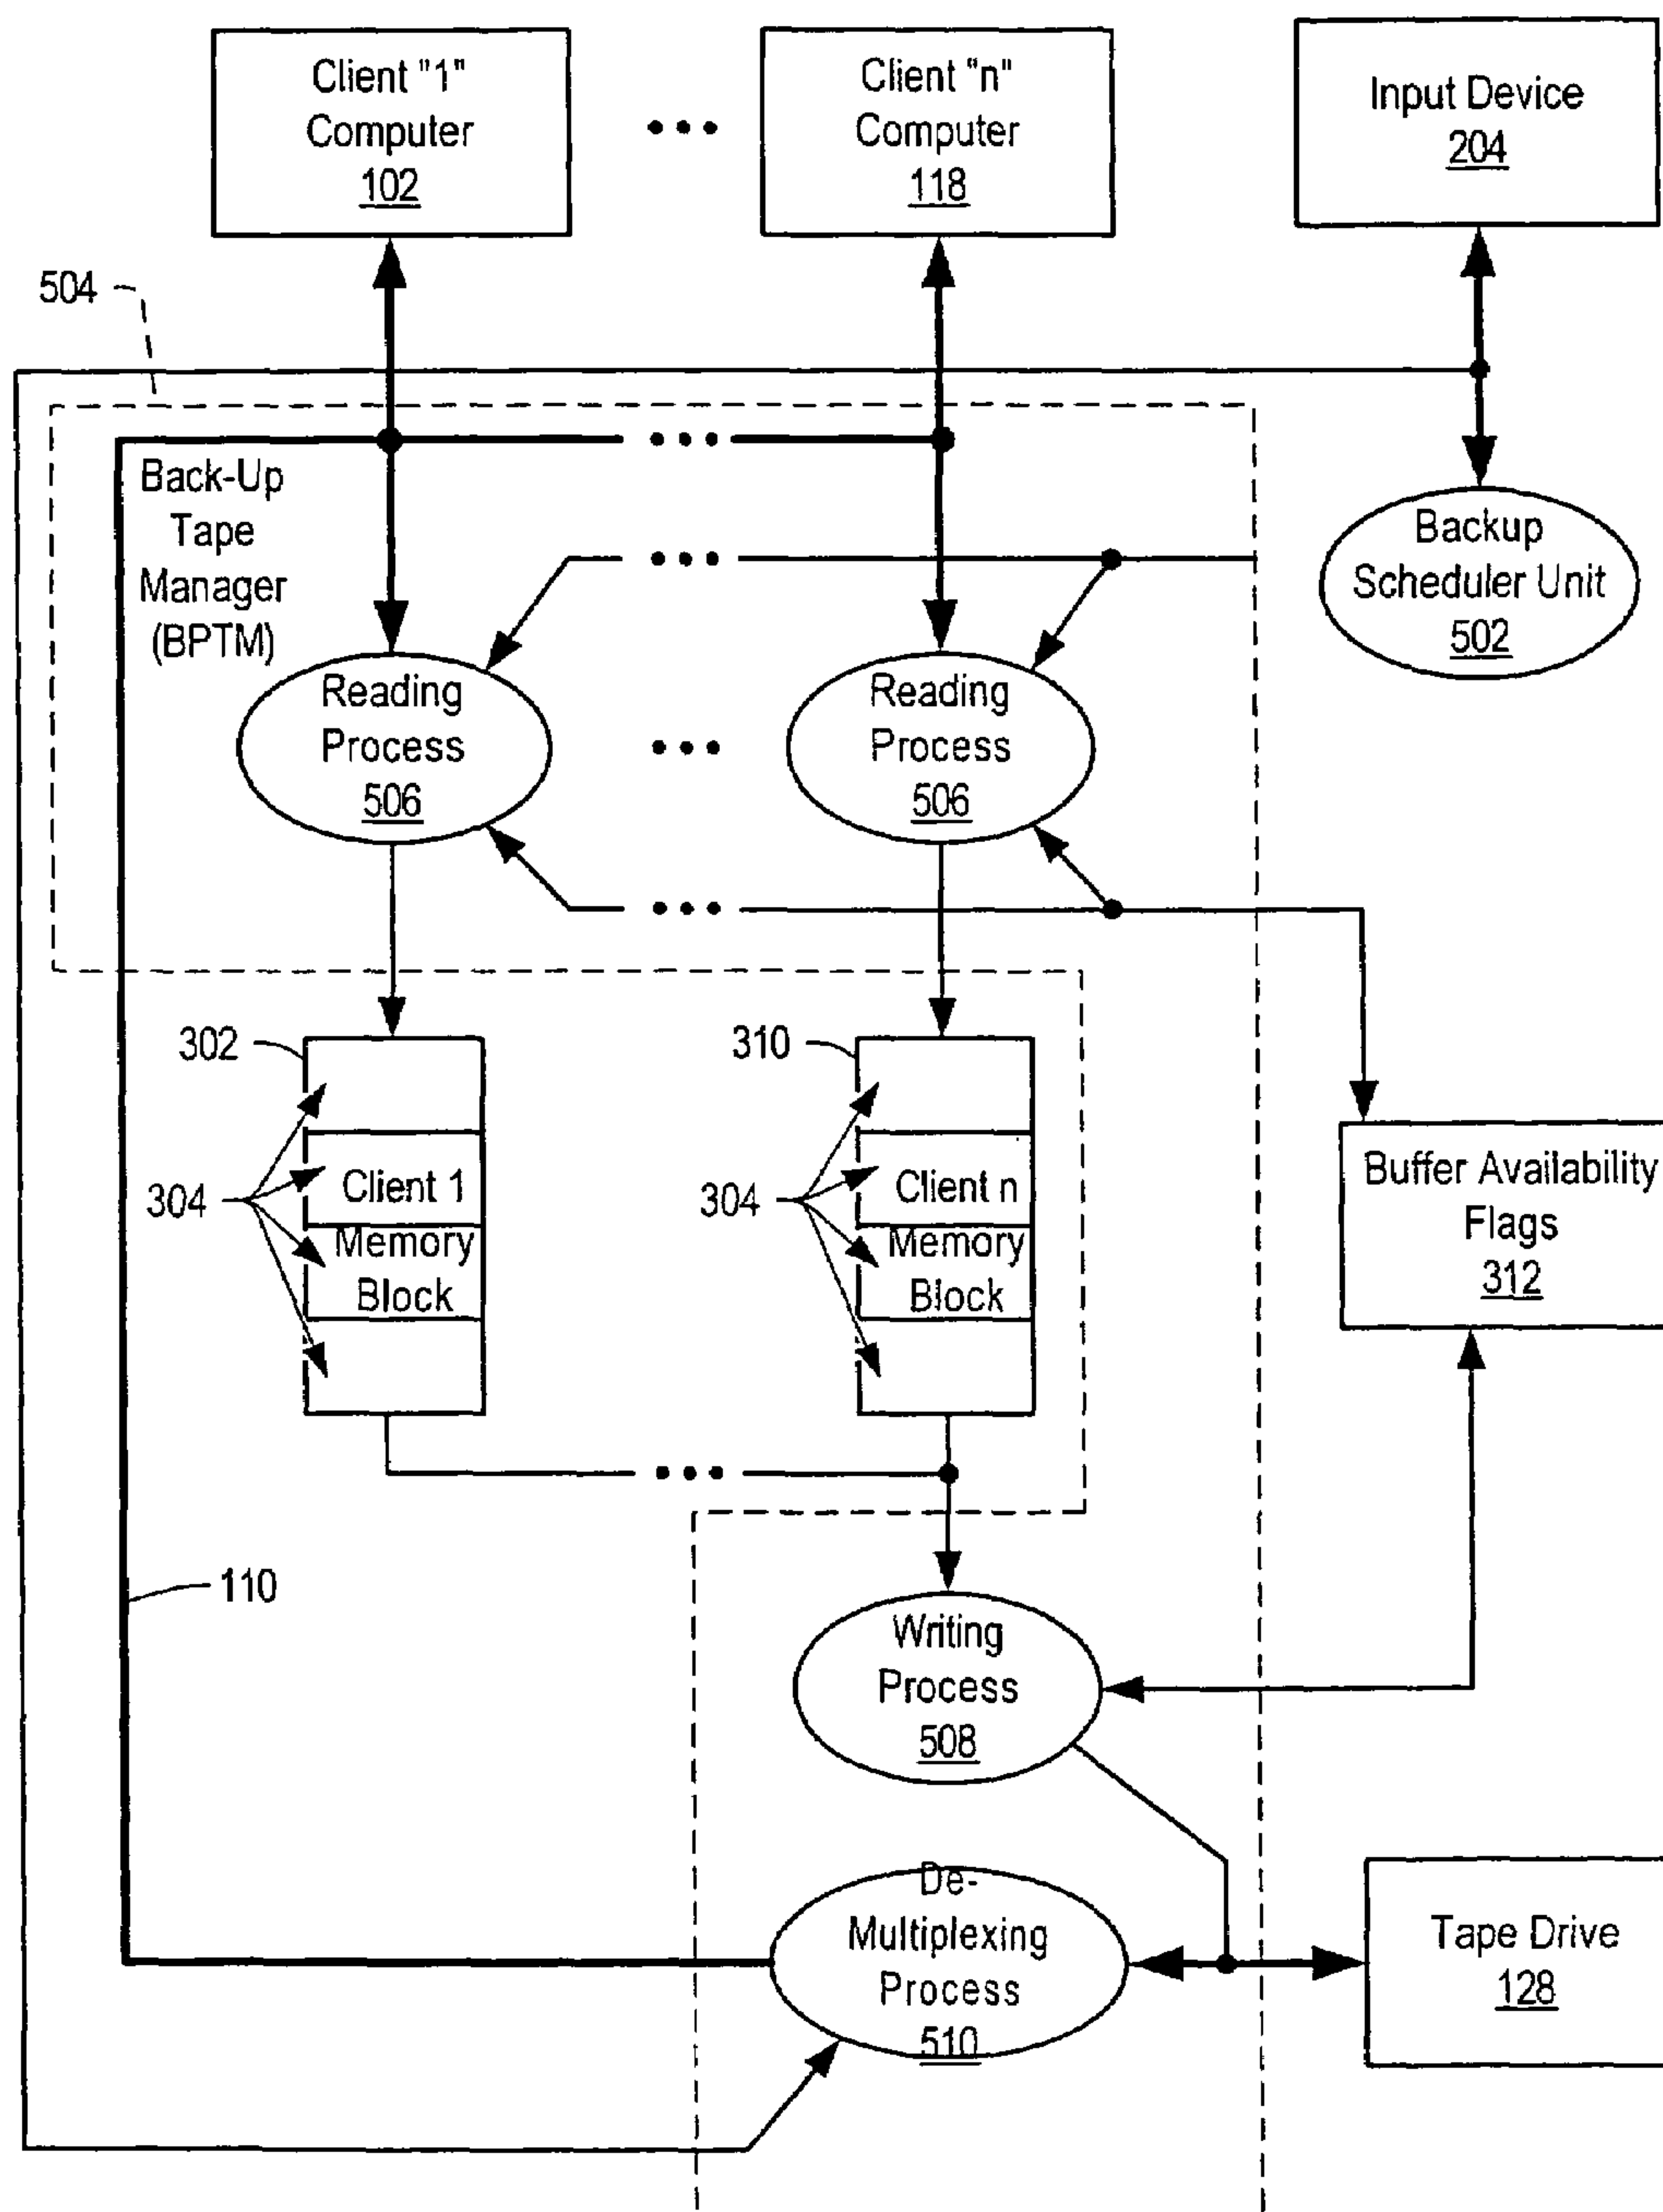 Client "1"
Computer
102
Client "n"
Computer
118
Input Device
204
504
Back-Up
Tape
Manager
(BPTM)
Backup
Scheduler Unit
502
Reading
Process
506
Reading
Process
506
302
310
304
Client 1
Memory
Block
304
Client n
Memory
Block
Buffer Availability
Flags
312
110
Writing
Process
508
De-
Multiplexing
Process
510
Tape Drive
128